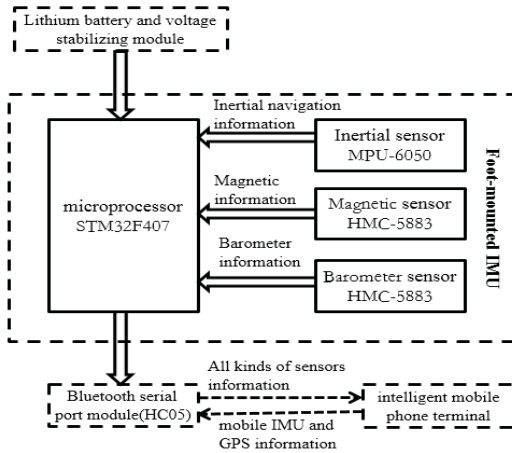 Lithium battery and voltage
stabilizing module
Inertial navigation
information
Inertial sensor
MPU-6050
Magnetic
information
Magnetic sensor
HMC-5883
microprocessor
STM32F407
Barometer
information
Barometer sensor
HMC-5883
Foot-mounted IMU
All kinds of sensors
information
Bluetooth serial
port module(HC05)
intelligent mobile
phone terminal
mobile IMU and
GPS information